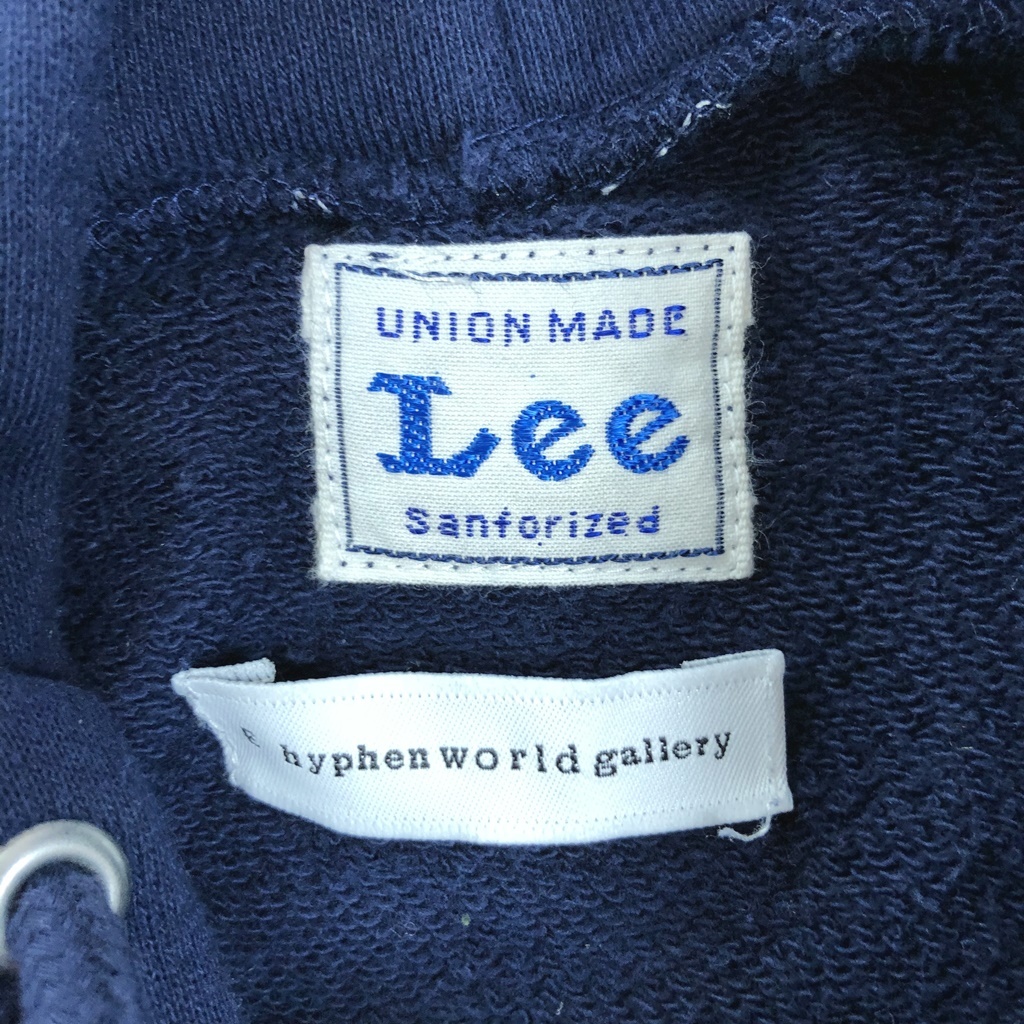 UNION MADE
Lee
Sanforized
E hyphen world gallery